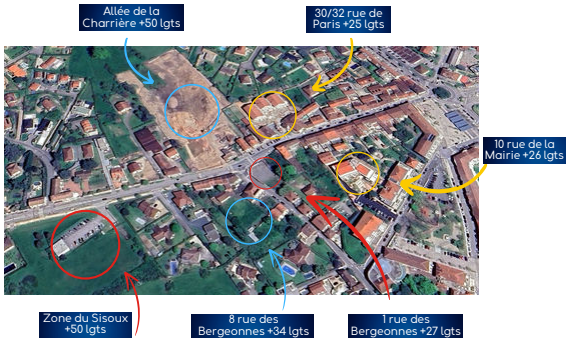 Allée de la
Charrière +50 lgts
30/32 rue de
Paris +25 lgts
10 rue de la
Mairie +26 lgts
Zone du Sisoux
+50 lgts
8 rue des
Bergeonnes +34 lgts
1 rue des
Bergeonnes +27 lgts